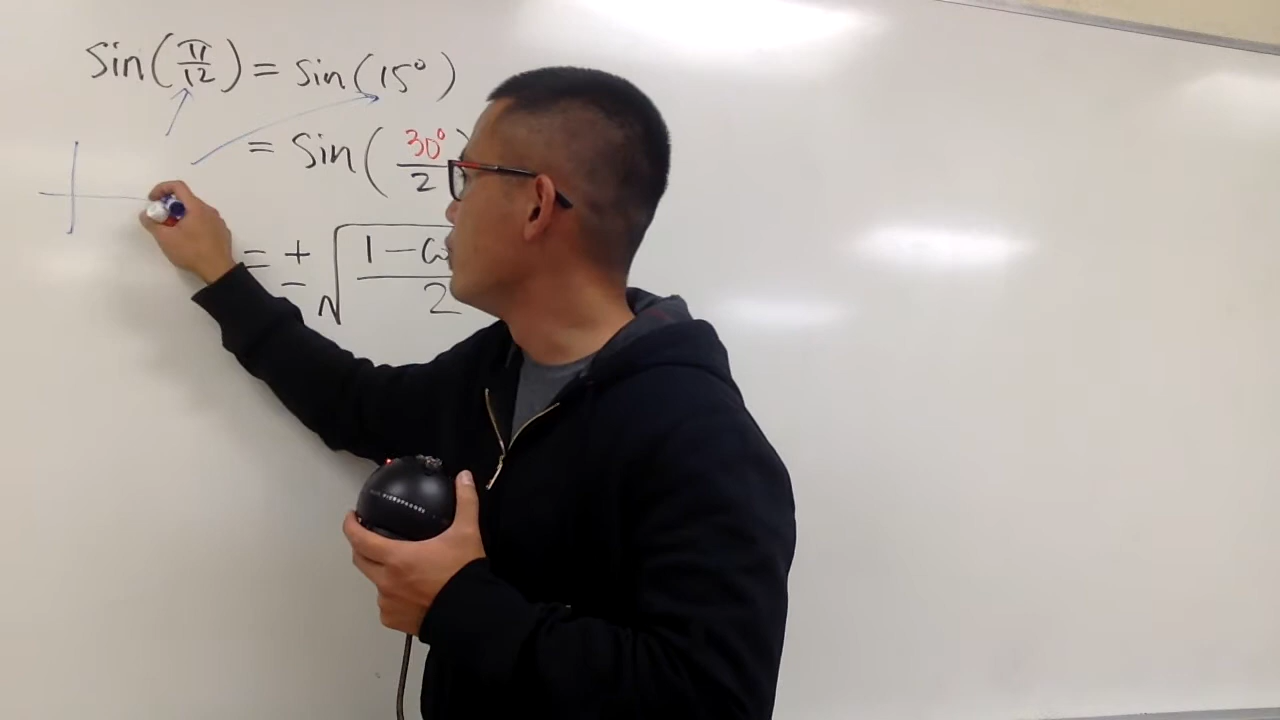 sin(π/12) = sin(15°)
= sin(30°/2
= ± √ 1 -
2